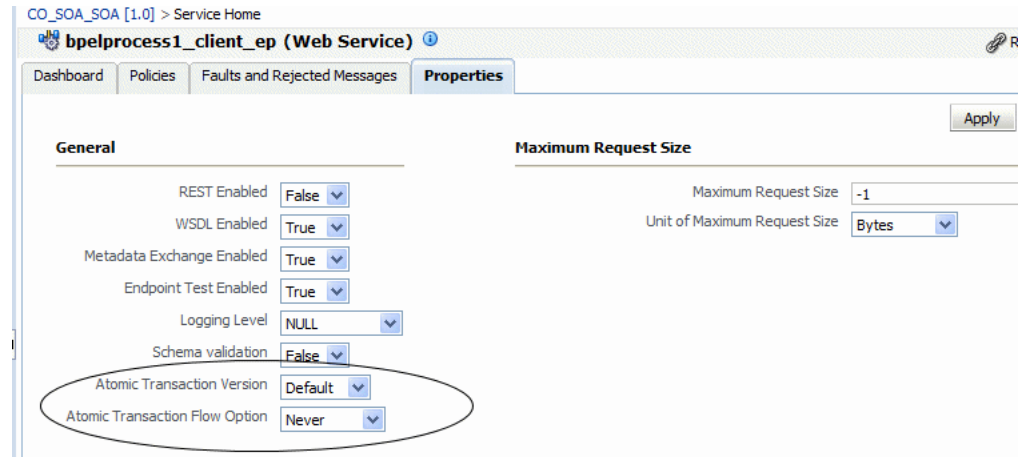 CO_SOA_SOA [1.0] > Service Home
bpelprocess1_client_ep (Web Service)
Dashboard Policies Faults and Rejected Messages Properties
Apply
General Maximum Request Size
REST Enabled False Maximum Request Size -1
WSDL Enabled True Unit of Maximum Request Size Bytes
Metadata Exchange Enabled True
Endpoint Test Enabled True
Logging Level NULL
Schema validation False
Atomic Transaction Version Default
Atomic Transaction Flow Option Never